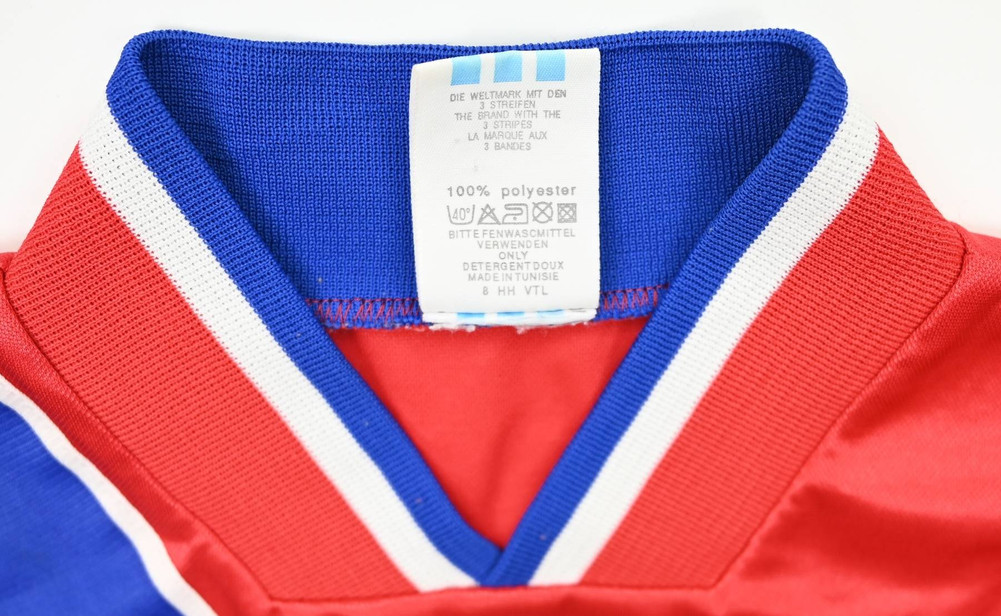 DIE WELTMARK MIT DEN
3 STREIFEN
THE BRAND WITH THE
3 STRIPES
LA MARQUE AUX
3 BANDES
100% polyester
40°
BITTE FENWASCMITTEL
VERWENDEN
ONLY
DETERGENT DOUX
MADE IN TUNISIE
8 HH VTL